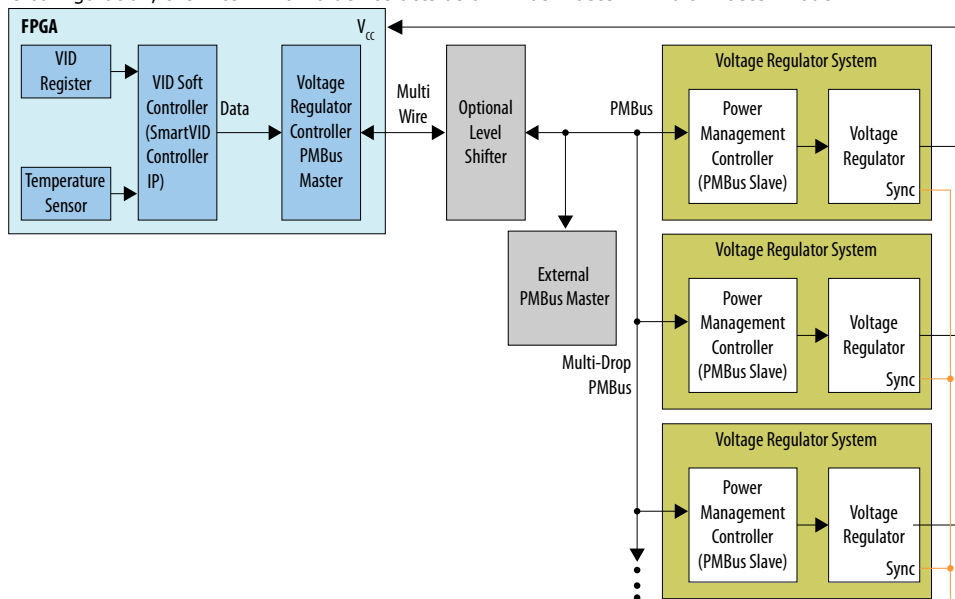 FPGA
Vcc
VID
Register
Temperature
Sensor
VID Soft
Controller
(SmartVID
Controller
IP)
Data
Voltage
Regulator
Controller
PMBus
Master
Multi
Wire
Optional
Level
Shifter
External
PMBus Master
PMBus
Multi-Drop
PMBus
Voltage Regulator System
Power
Management
Controller
(PMBus Slave)
Voltage
Regulator
Sync
Voltage Regulator System
Power
Management
Controller
(PMBus Slave)
Voltage
Regulator
Sync
Voltage Regulator System
Power
Management
Controller
(PMBus Slave)
Voltage
Regulator
Sync